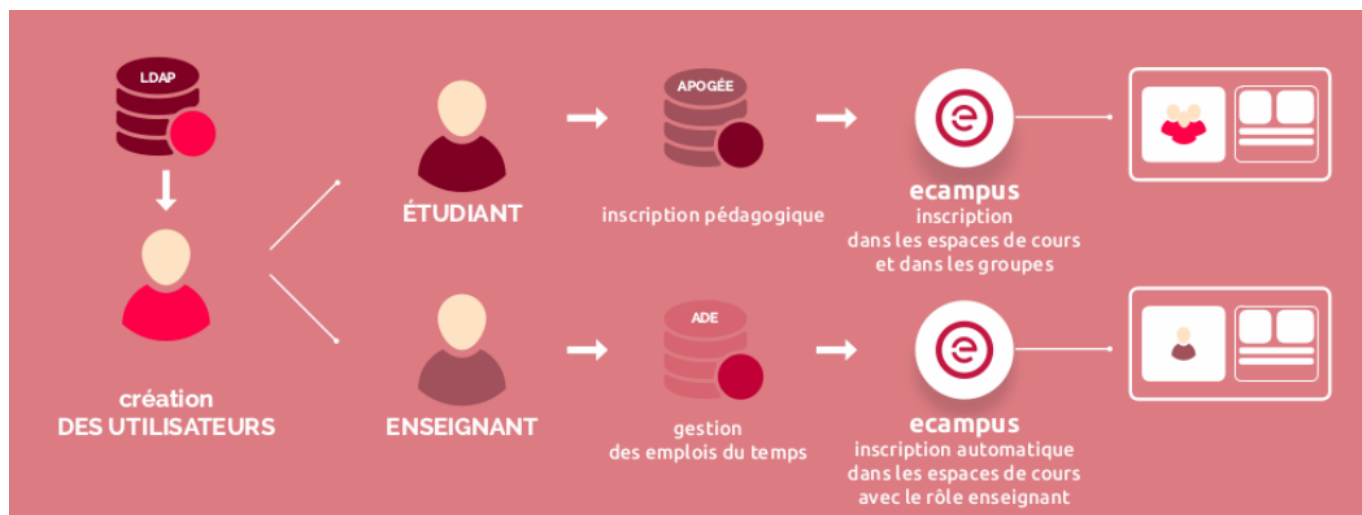 LDAP
création
DES UTILISATEURS
ÉTUDIANT
APOGÉE
inscription pédagogique
e
ecampus
inscription
dans les espaces de cours
et dans les groupes
ENSEIGNANT
ADE
gestion
des emplois du temps
e
ecampus
inscription automatique
dans les espaces de cours
avec le rôle enseignant